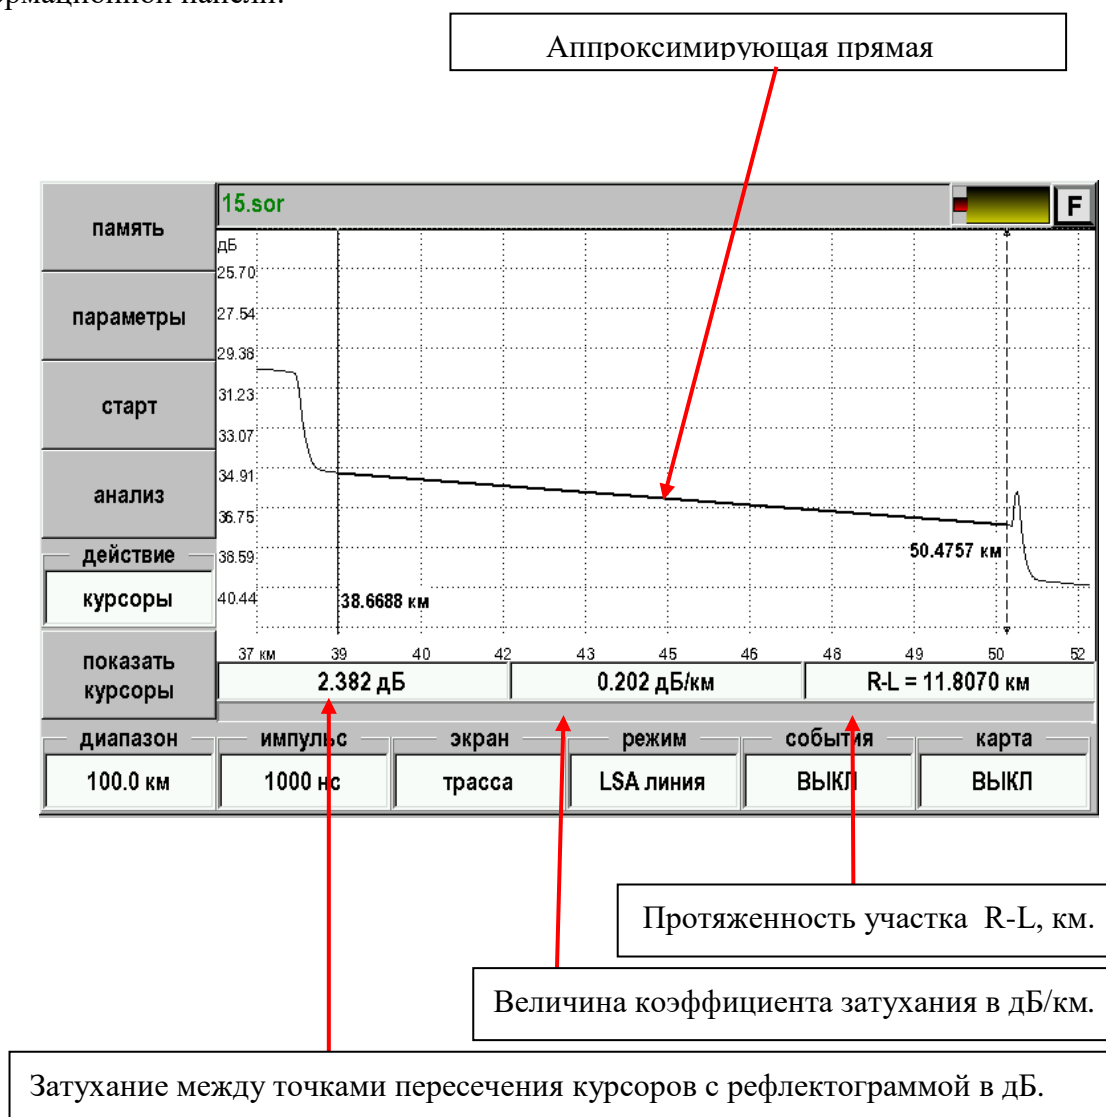 ормационной панели.
Аппроксимирующая прямая
память
15.sor
F
дБ
25.70
параметры
27.54
29.38
старт
31.23
33.07
анализ
34.91
36.75
действие
38.59
50.4757 км
курсоры
40.44
38.6688 км
показать
курсоры
37 км 39 40 42 43 45 46 48 49 50 52
2.382 дБ
0.202 дБ/км
R-L = 11.8070 км
диапазон импульс экран режим события карта
100.0 км 1000 нс трасса LSA линия ВЫКЛ ВЫКЛ
Протяженность участка R-L, км.
Величина коэффициента затухания в дБ/км.
Затухание между точками пересечения курсоров с рефлектограммой в дБ.